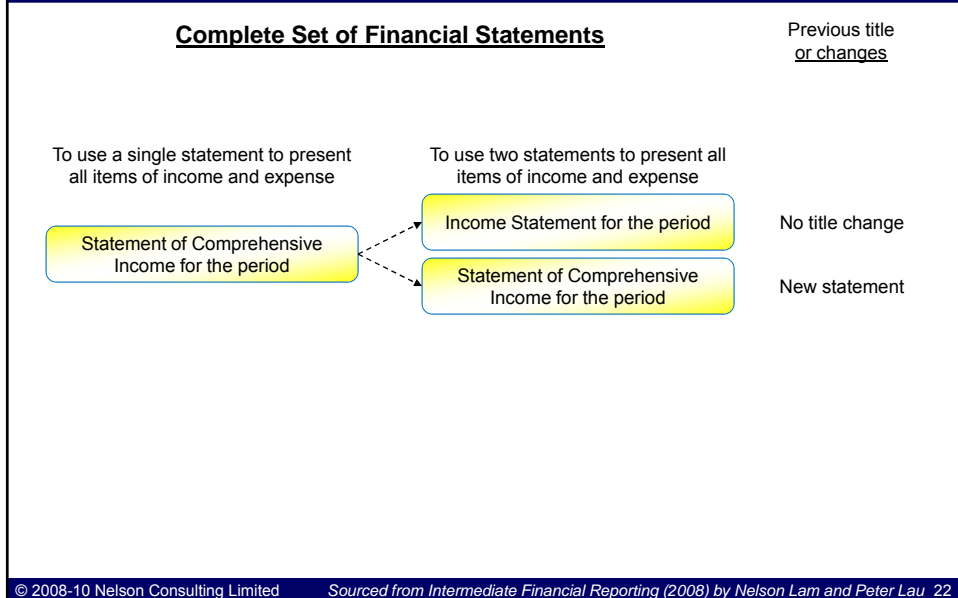 Complete Set of Financial Statements
Previous title
or changes
To use a single statement to present
all items of income and expense
To use two statements to present all
items of income and expense
Statement of Comprehensive
Income for the period
Income Statement for the period
No title change
Statement of Comprehensive
Income for the period
New statement
© 2008-10 Nelson Consulting Limited Sourced from Intermediate Financial Reporting (2008) by Nelson Lam and Peter Lau 22